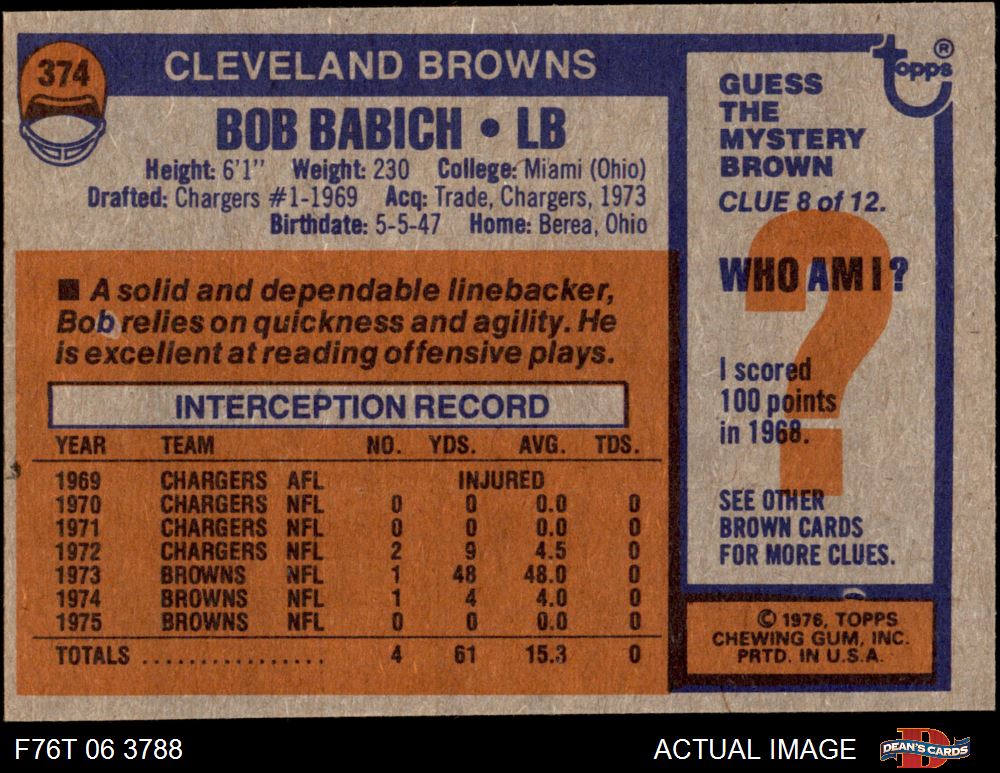 374
CLEVELAND BROWNS
BOB BABICH • LB
Height: 6'1" Weight: 230 College: Miami (Ohio)
Drafted: Chargers #1-1969 Acq: Trade, Chargers, 1973
Birthdate: 5-5-47 Home: Berea, Ohio
■ A solid and dependable linebacker,
Bob relies on quickness and agility. He
is excellent at reading offensive plays.
INTERCEPTION RECORD
YEAR TEAM NO. YDS. AVG. TDS.
1969 CHARGERS AFL INJURED
1970 CHARGERS NFL 0 0 0.0 0
1971 CHARGERS NFL 0 0 0.0 0
1972 CHARGERS NFL 2 9 4.5 0
1973 BROWNS NFL 1 48 48.0 0
1974 BROWNS NFL 1 4 4.0 0
1975 BROWNS NFL 0 0 0.0 0
TOTALS .................. 4 61 15.3 0
Topps ®
GUESS
THE
MYSTERY
BROWN
CLUE 8 of 12.
?
WHO AM I?
I scored
100 points
in 1968.
SEE OTHER
BROWN CARDS
FOR MORE CLUES.
© 1976, TOPPS
CHEWING GUM, INC.
PRTD. IN U.S.A.
F76T 06 3788
ACTUAL IMAGE
D
DEAN'S CARDS